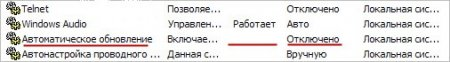 Telnet Позволяе... Отключено Локальная сис...
Windows Audio Управлен... Работает Авто Локальная сис...
Автоматическое обновление Включае... Отключено Локальная сис...
Автонастройка проводного ... Данная с... Вручную Локальная сис...